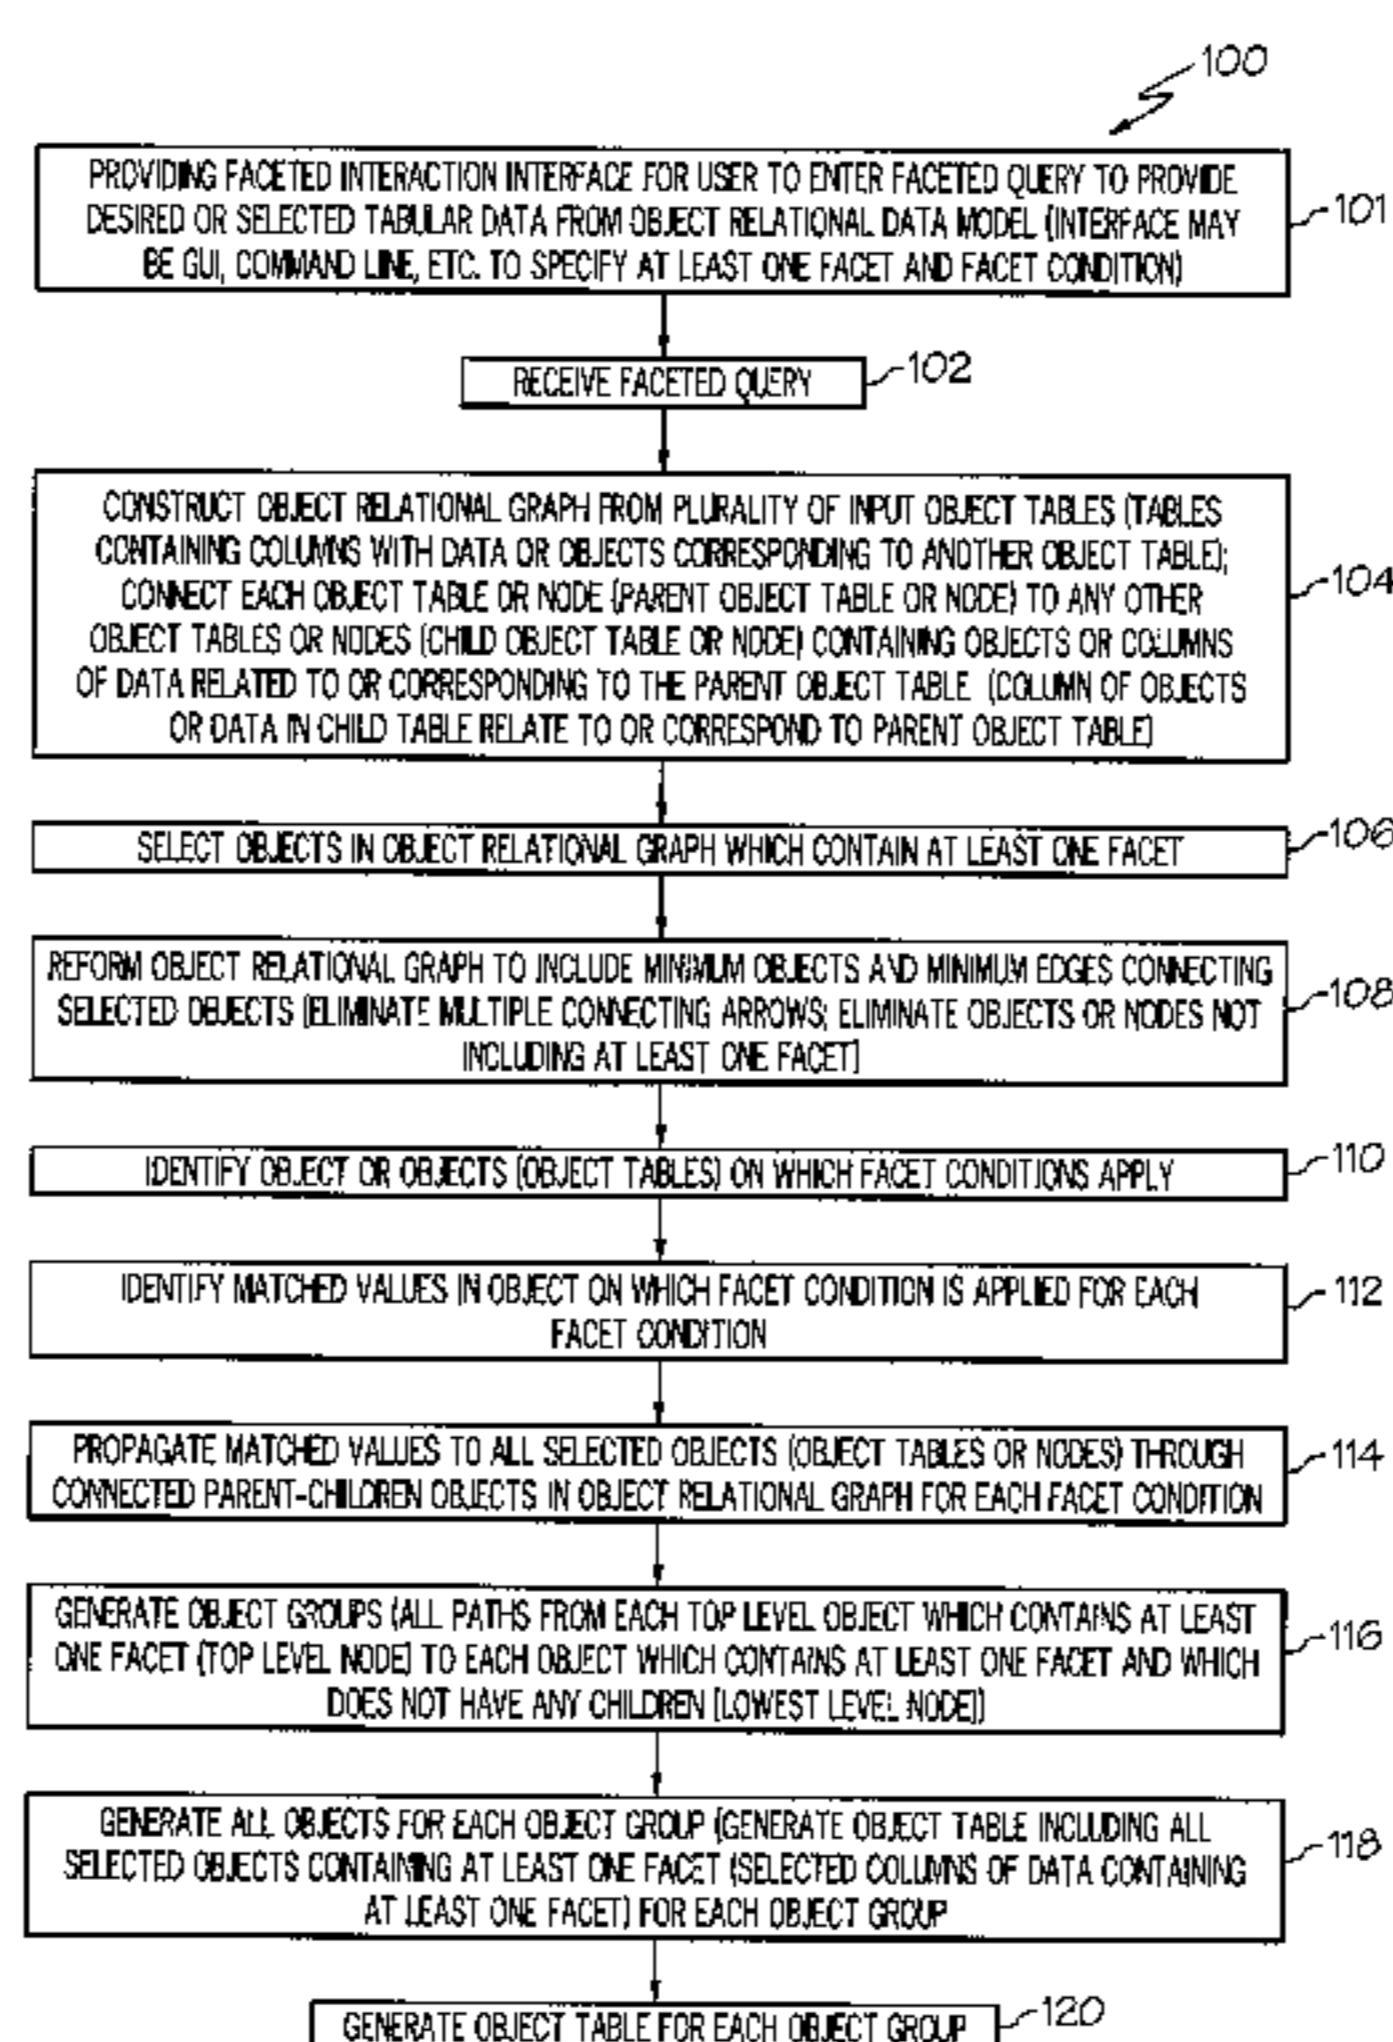 100
PROVIDING FACETED INTERACTION INTERFACE FOR USER TO ENTER FACETED QUERY TO PROVIDE
DESIRED OR SELECTED TABULAR DATA FROM OBJECT RELATIONAL DATA MODEL (INTERFACE MAY
BE GUI, COMMAND LINE, ETC. TO SPECIFY AT LEAST ONE FACET AND FACET CONDITION)
101
RECEIVE FACETED QUERY
102
CONSTRUCT OBJECT RELATIONAL GRAPH FROM PLURALITY OF INPUT OBJECT TABLES (TABLES
CONTAINING COLUMNS WITH DATA OR OBJECTS CORRESPONDING TO ANOTHER OBJECT TABLE);
CONNECT EACH OBJECT TABLE OR NODE (PARENT OBJECT TABLE OR NODE) TO ANY OTHER
OBJECT TABLES OR NODES (CHILD OBJECT TABLE OR NODE) CONTAINING OBJECTS OR COLUMNS
OF DATA RELATED TO OR CORRESPONDING TO THE PARENT OBJECT TABLE (COLUMN OF OBJECTS
OR DATA IN CHILD TABLE RELATE TO OR CORRESPOND TO PARENT OBJECT TABLE)
104
SELECT OBJECTS IN OBJECT RELATIONAL GRAPH WHICH CONTAIN AT LEAST ONE FACET
106
REFORM OBJECT RELATIONAL GRAPH TO INCLUDE MINIMUM OBJECTS AND MINIMUM EDGES CONNECTING
SELECTED OBJECTS (ELIMINATE MULTIPLE CONNECTING ARROWS; ELIMINATE OBJECTS OR NODES NOT
INCLUDING AT LEAST ONE FACET)
108
IDENTIFY OBJECT OR OBJECTS (OBJECT TABLES) ON WHICH FACET CONDITIONS APPLY
110
IDENTIFY MATCHED VALUES IN OBJECT ON WHICH FACET CONDITION IS APPLIED FOR EACH
FACET CONDITION
112
PROPAGATE MATCHED VALUES TO ALL SELECTED OBJECTS (OBJECT TABLES OR NODES) THROUGH
CONNECTED PARENT-CHILDREN OBJECTS IN OBJECT RELATIONAL GRAPH FOR EACH FACET CONDITION
114
GENERATE OBJECT GROUPS (ALL PATHS FROM EACH TOP LEVEL OBJECT WHICH CONTAINS AT LEAST
ONE FACET (TOP LEVEL NODE) TO EACH OBJECT WHICH CONTAINS AT LEAST ONE FACET AND WHICH
DOES NOT HAVE ANY CHILDREN (LOWEST LEVEL NODE))
116
GENERATE ALL OBJECTS FOR EACH OBJECT GROUP (GENERATE OBJECT TABLE INCLUDING ALL
SELECTED OBJECTS CONTAINING AT LEAST ONE FACET (SELECTED COLUMNS OF DATA CONTAINING
AT LEAST ONE FACET) FOR EACH OBJECT GROUP
118
GENERATE OBJECT TABLE FOR EACH OBJECT GROUP
120